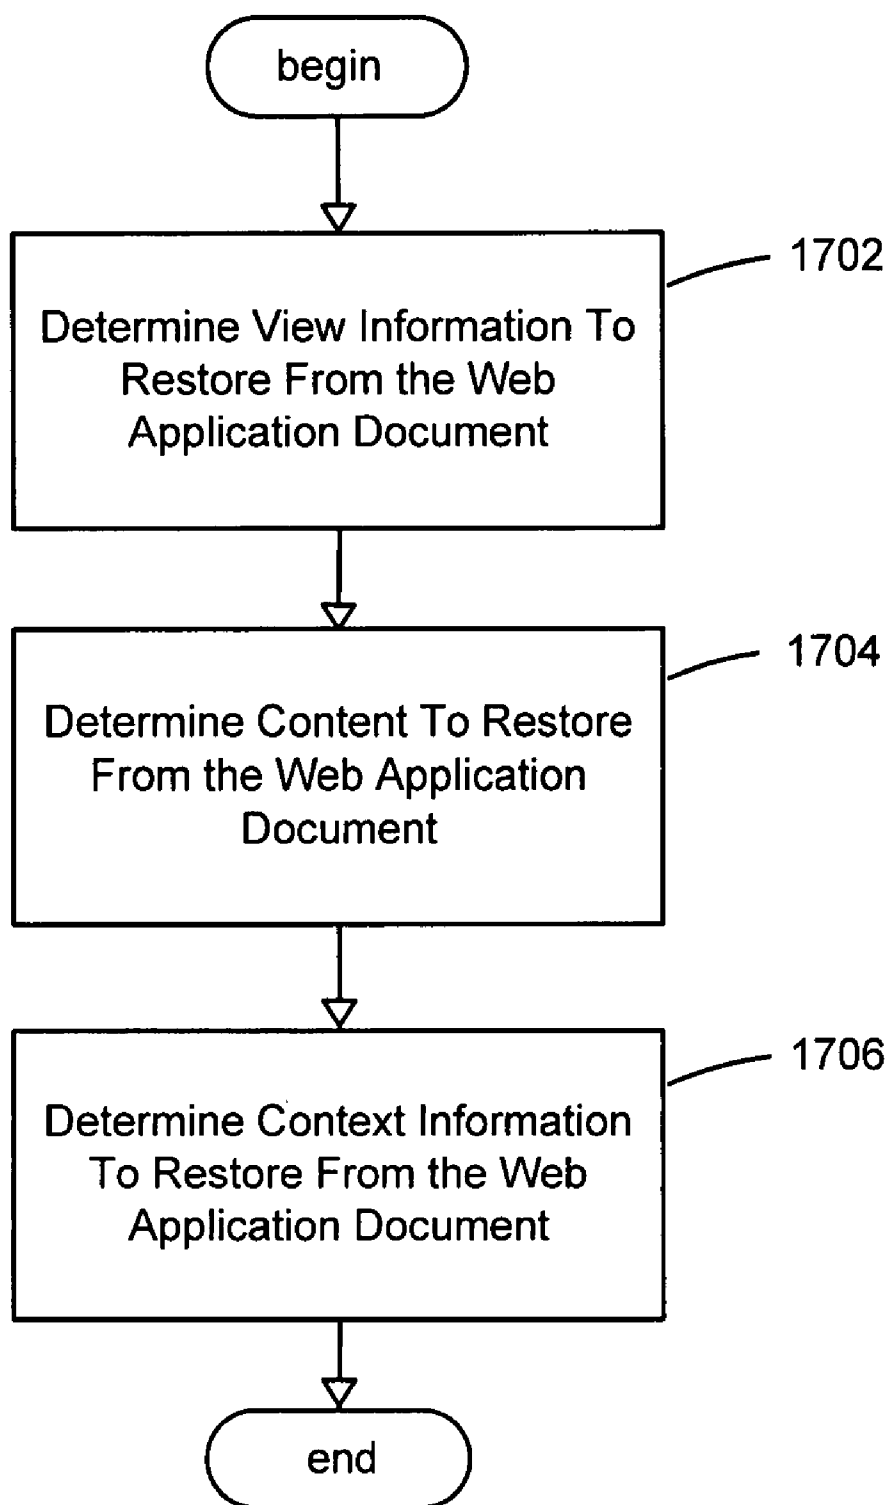 begin
1702
Determine View Information To
Restore From the Web
Application Document
1704
Determine Content To Restore
From the Web Application
Document
1706
Determine Context Information
To Restore From the Web
Application Document
end